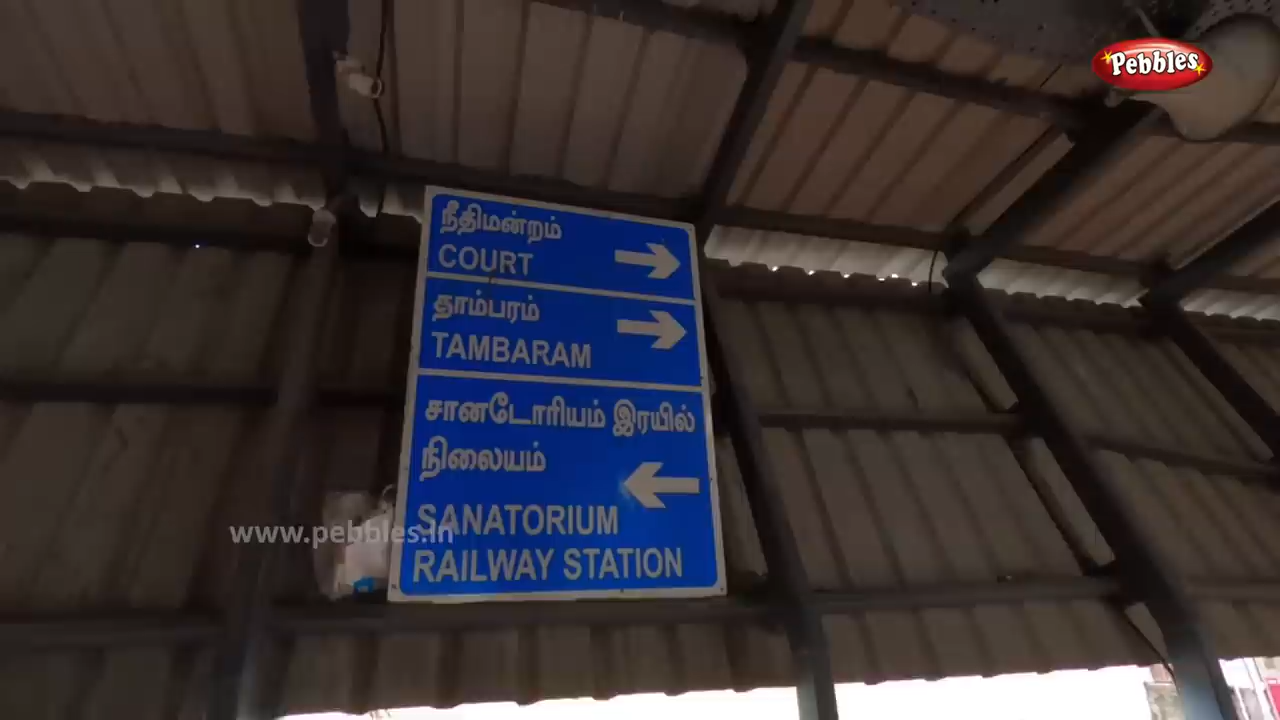 Pebbles
நீதிமன்றம்
COURT
தாம்பரம்
TAMBARAM
சானடோரியம் இரயில்
நிலையம்
SANATORIUM
RAILWAY STATION
www.pebbles.in